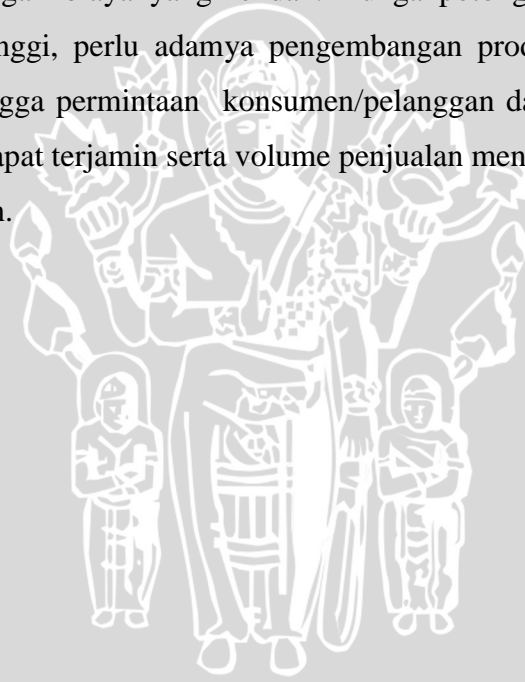 nggi, perlu adamya pengembangan prod
gga permintaan konsumen/pelanggan da
apat terjamin serta volume penjualan men
n.